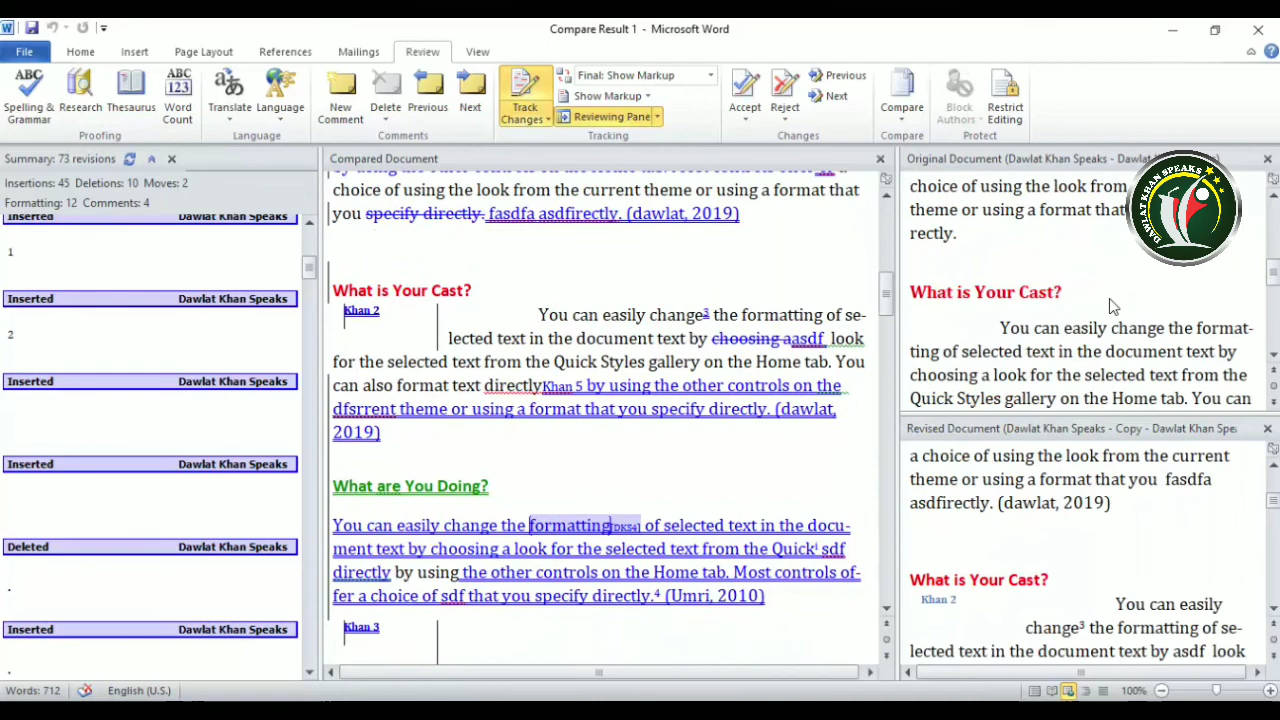 Compare Result 1 - Microsoft Word
File Home Insert Page Layout References Mailings Review View
Spelling & Grammar
Research
Thesaurus
Word Count
Proofing
Translate
Language
Language
New Comment
Delete
Previous
Next
Comments
Track Changes
Final: Show Markup
Show Markup
Reviewing Pane
Tracking
Accept
Reject
Previous
Next
Changes
Compare
Compare
Block Authors
Restrict Editing
Protect
Summary: 73 revisions
Insertions: 45 Deletions: 10 Moves: 2
Formatting: 12 Comments: 4
Inserted Dawlat Khan Speaks
1
Inserted Dawlat Khan Speaks
2
Inserted Dawlat Khan Speaks
Inserted Dawlat Khan Speaks
Deleted Dawlat Khan Speaks
.
Inserted Dawlat Khan Speaks
.
Compared Document
choice of using the look from the current theme or using a format that
you specify directly. fasdfa asdfirectly. (dawlat, 2019)
What is Your Cast?
Khan 2
You can easily change3 the formatting of se-
lected text in the document text by choosing aasdf look
for the selected text from the Quick Styles gallery on the Home tab. You
can also format text directlyKhan 5 by using the other controls on the
dfsrrent theme or using a format that you specify directly. (dawlat,
2019)
What are You Doing?
You can easily change the formatting[DKS4] of selected text in the docu-
ment text by choosing a look for the selected text from the Quicki sdf
directly by using the other controls on the Home tab. Most controls of-
fer a choice of sdf that you specify directly.4 (Umri, 2010)
Khan 3
Original Document (Dawlat Khan Speaks - Dawlat
choice of using the look from
theme or using a format that
rectly.
What is Your Cast?
You can easily change the format-
ting of selected text in the document text by
choosing a look for the selected text from the
Quick Styles gallery on the Home tab. You can
DAWLAT KHAN SPEAKS
Revised Document (Dawlat Khan Speaks - Copy - Dawlat Khan Spe
a choice of using the look from the current
theme or using a format that you fasdfa
asdfirectly. (dawlat, 2019)
What is Your Cast?
Khan 2
You can easily
change3 the formatting of se-
lected text in the document text by asdf look
Words: 712 English (U.S.) 100%